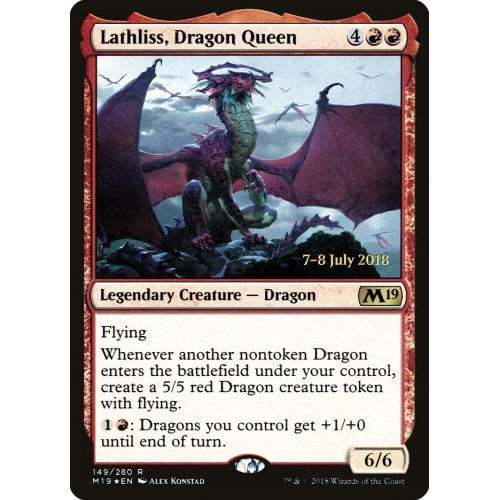 Lathliss, Dragon Queen 4
7–8 July 2018
Legendary Creature — Dragon M19
Flying
Whenever another nontoken Dragon
enters the battlefield under your control,
create a 5/5 red Dragon creature token
with flying.
1 : Dragons you control get +1/+0
until end of turn.
6/6
149/280 R
M19 ★ EN ALEX KONSTAD
™ & © 2018 Wizards of the Coast